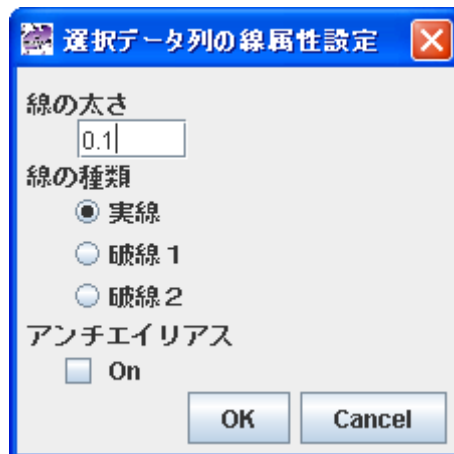 選択データ列の線属性設定
線の太さ
0.1
線の種類
実線
破線1
破線2
アンチエイリアス
On
OK Cancel